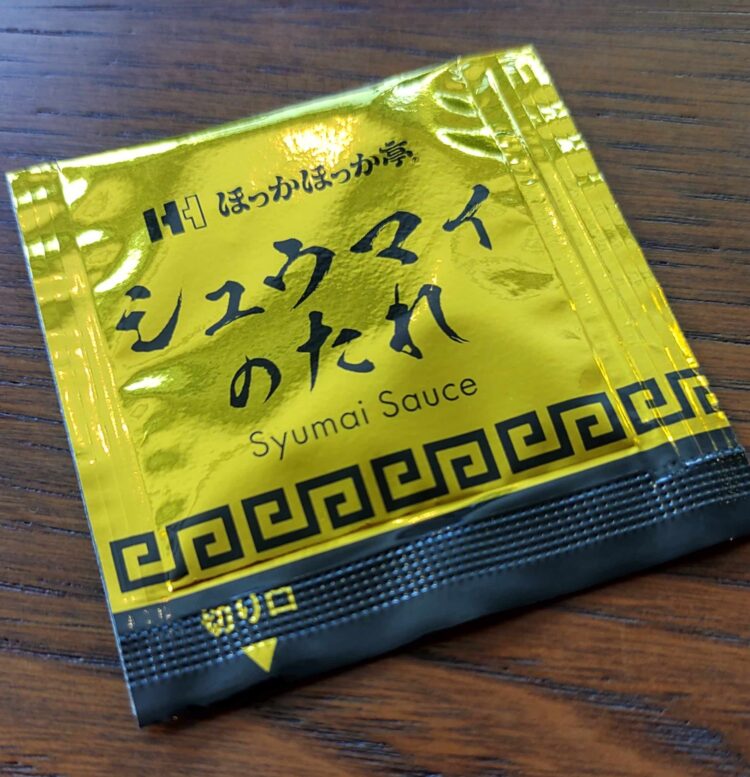 ほっかほっか亭
シュウマイ
のたれ
Syumai Sauce
切り口